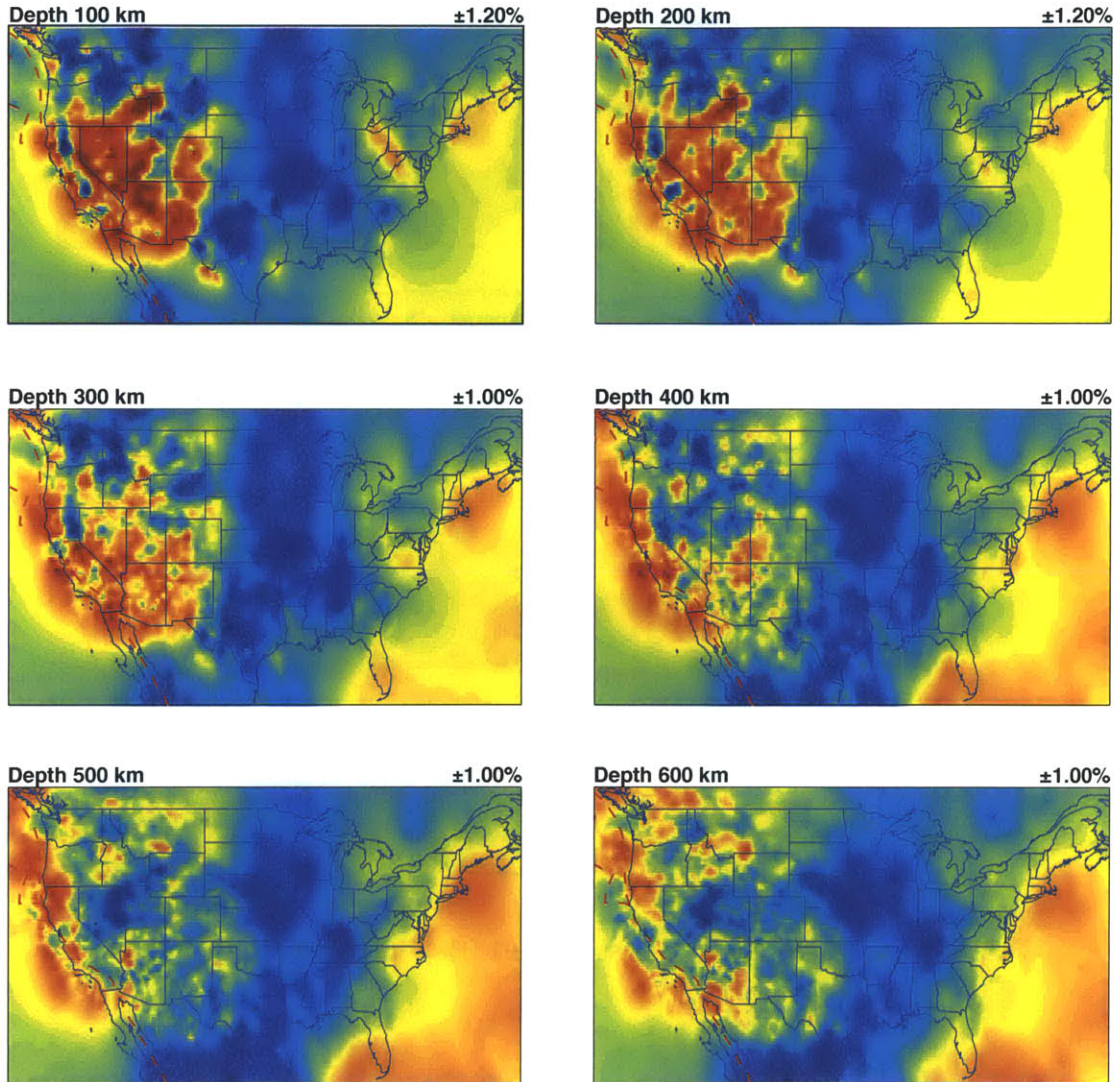 Depth 100 km ±1.20%
Depth 200 km ±1.20%
Depth 300 km ±1.00%
Depth 400 km ±1.00%
Depth 500 km ±1.00%
Depth 600 km ±1.00%